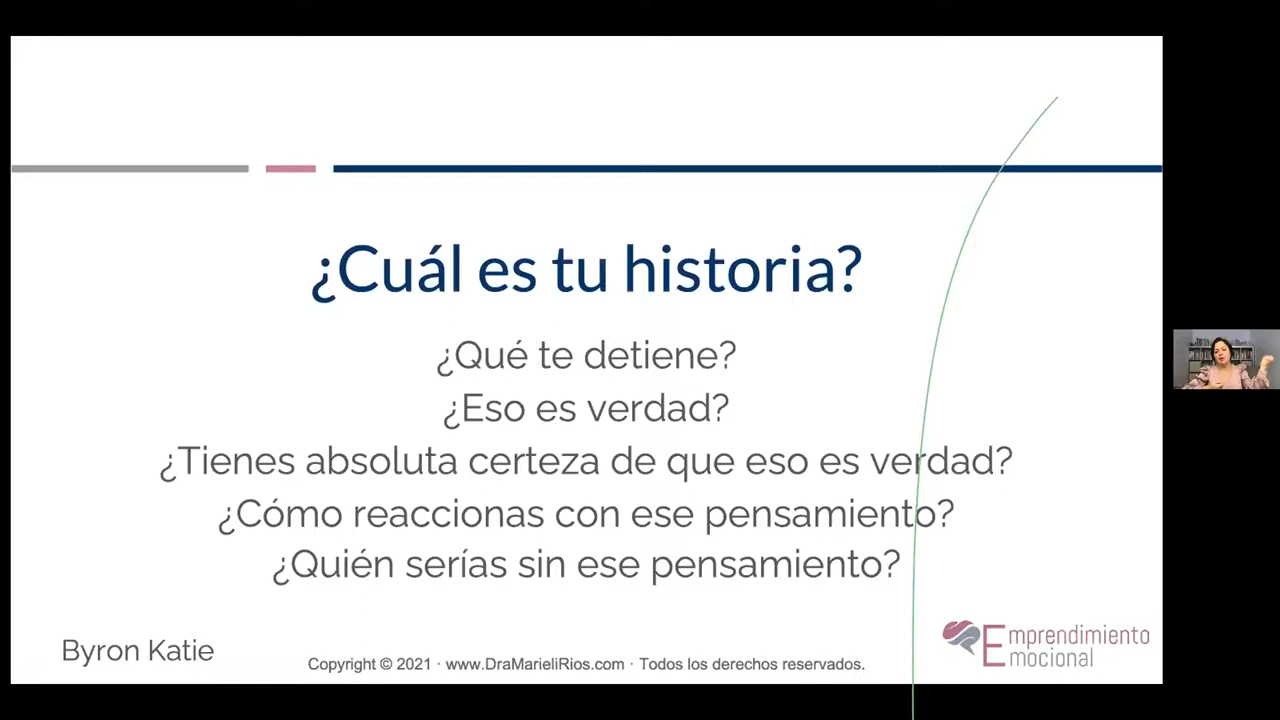 ¿Cuál es tu historia?
¿Qué te detiene?
¿Eso es verdad?
¿Tienes absoluta certeza de que eso es verdad?
¿Cómo reaccionas con ese pensamiento?
¿Quién serías sin ese pensamiento?
Byron Katie
Copyright © 2021 · www.DraMarieliRios.com · Todos los derechos reservados.
Emprendimiento
Emocional